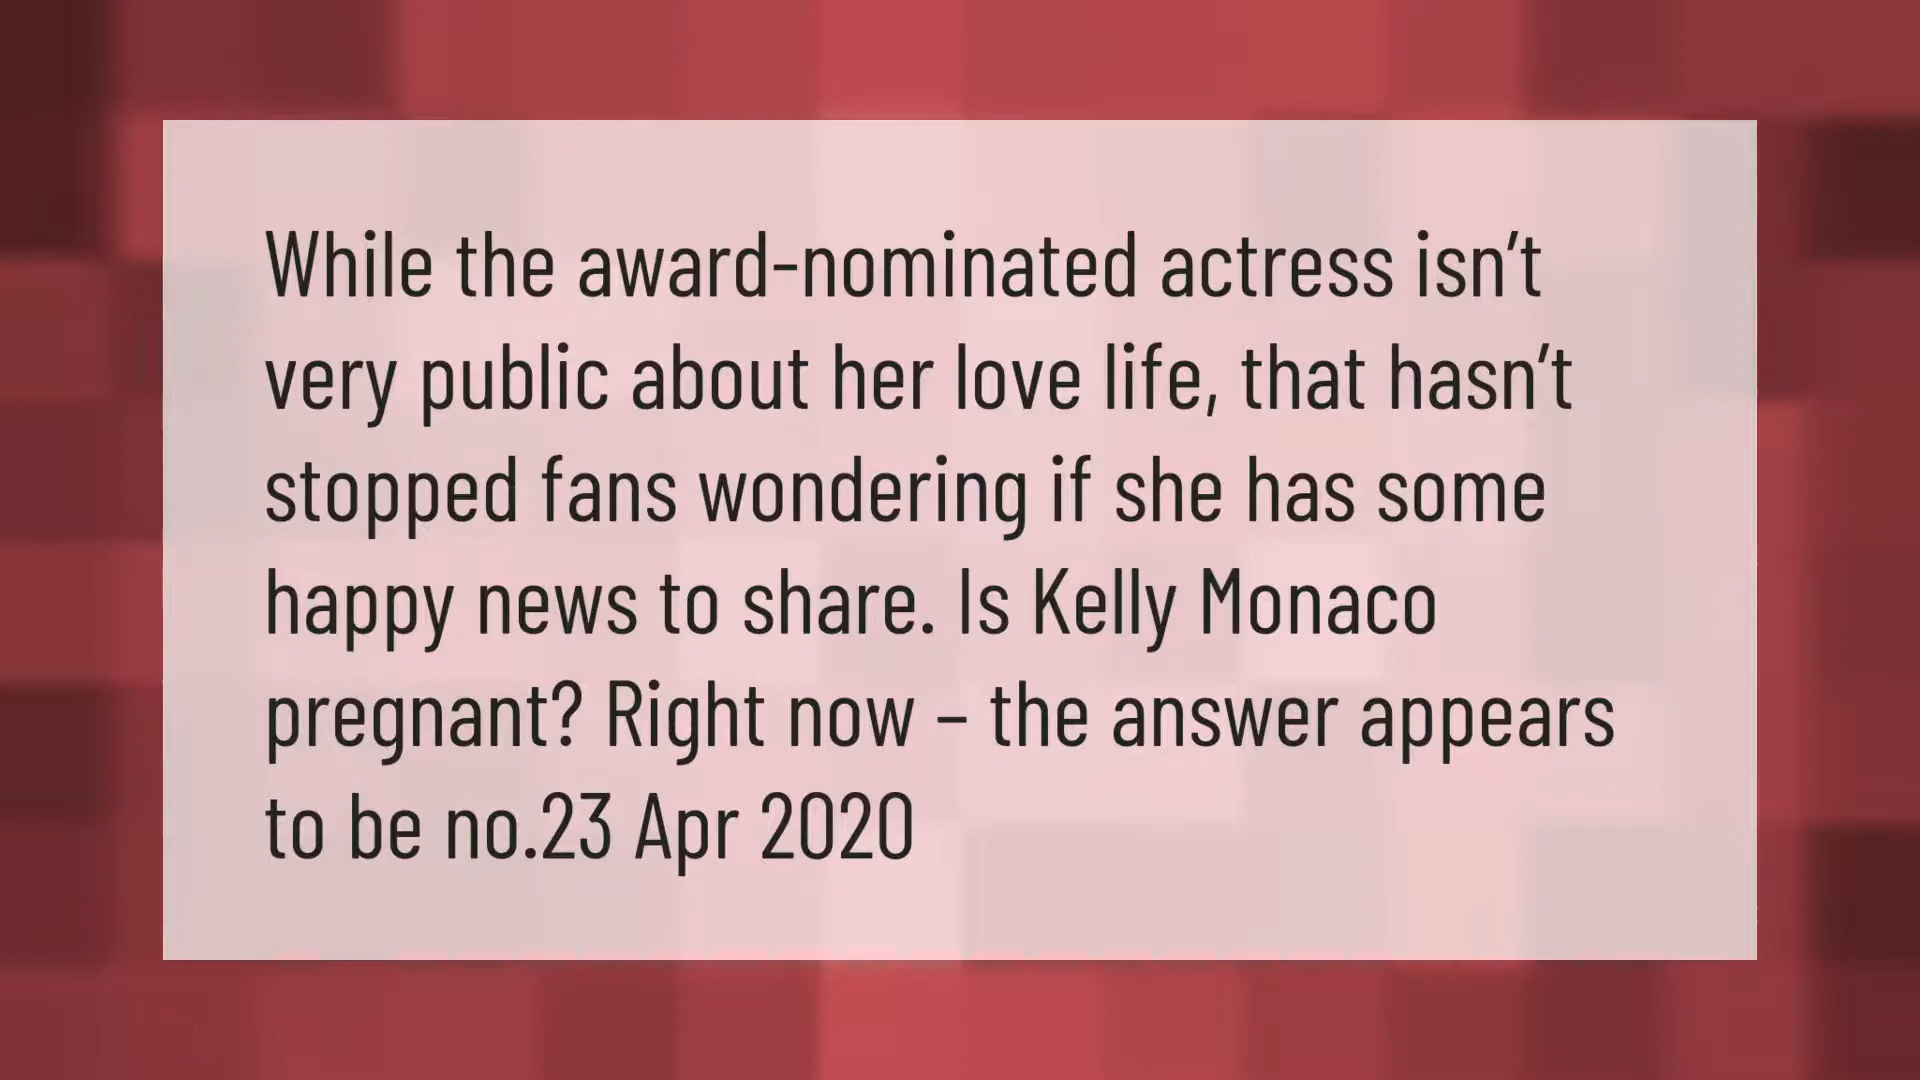 While the award-nominated actress isn’t
very public about her love life, that hasn’t
stopped fans wondering if she has some
happy news to share. Is Kelly Monaco
pregnant? Right now – the answer appears
to be no.23 Apr 2020